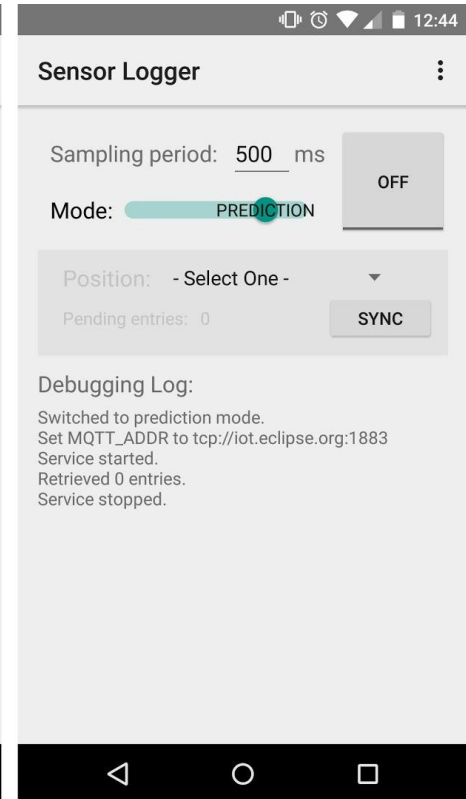 12:44
Sensor Logger
Sampling period: 500 ms
OFF
Mode: PREDICTION
Position: - Select One -
Pending entries: 0
SYNC
Debugging Log:
Switched to prediction mode.
Set MQTT_ADDR to tcp://iot.eclipse.org:1883
Service started.
Retrieved 0 entries.
Service stopped.